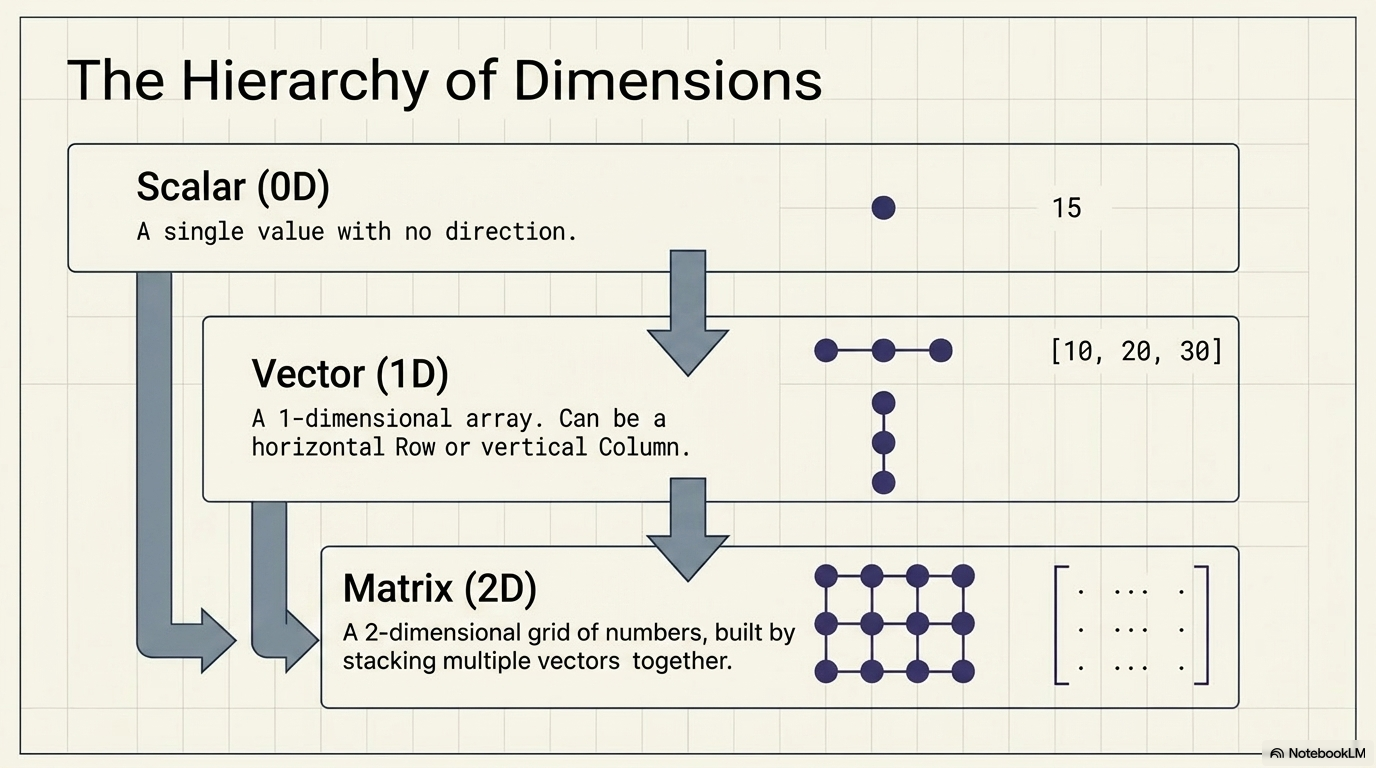 The Hierarchy of Dimensions
Scalar (0D)
A single value with no direction.
15
Vector (1D)
A 1-dimensional array. Can be a
horizontal Row or vertical Column.
[10, 20, 30]
Matrix (2D)
A 2-dimensional grid of numbers, built by
stacking multiple vectors together.
[. ... .
. ... .
. ... .]
NotebookLM